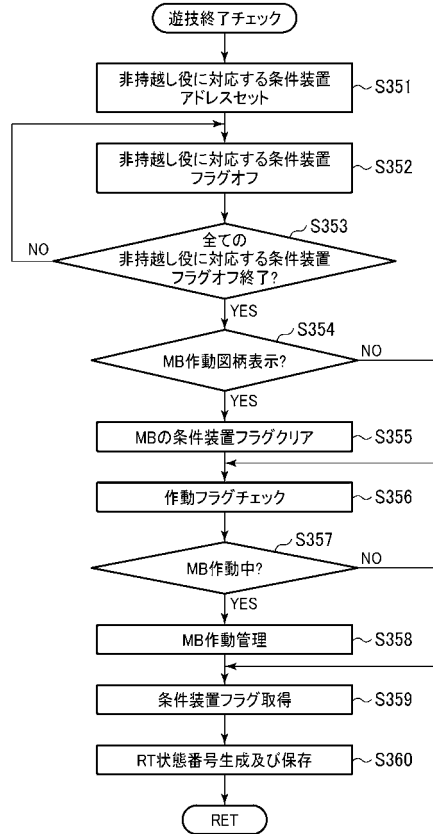 遊技終了チェック
非持越し役に対応する条件装置
アドレスセット
S351
非持越し役に対応する条件装置
フラグオフ
S352
S353
全ての
非持越し役に対応する条件装置
フラグオフ終了?
NO
YES
S354
MB作動図柄表示?
NO
YES
MBの条件装置フラグクリア
S355
作動フラグチェック
S356
S357
MB作動中?
NO
YES
MB作動管理
S358
条件装置フラグ取得
S359
RT状態番号生成及び保存
S360
RET